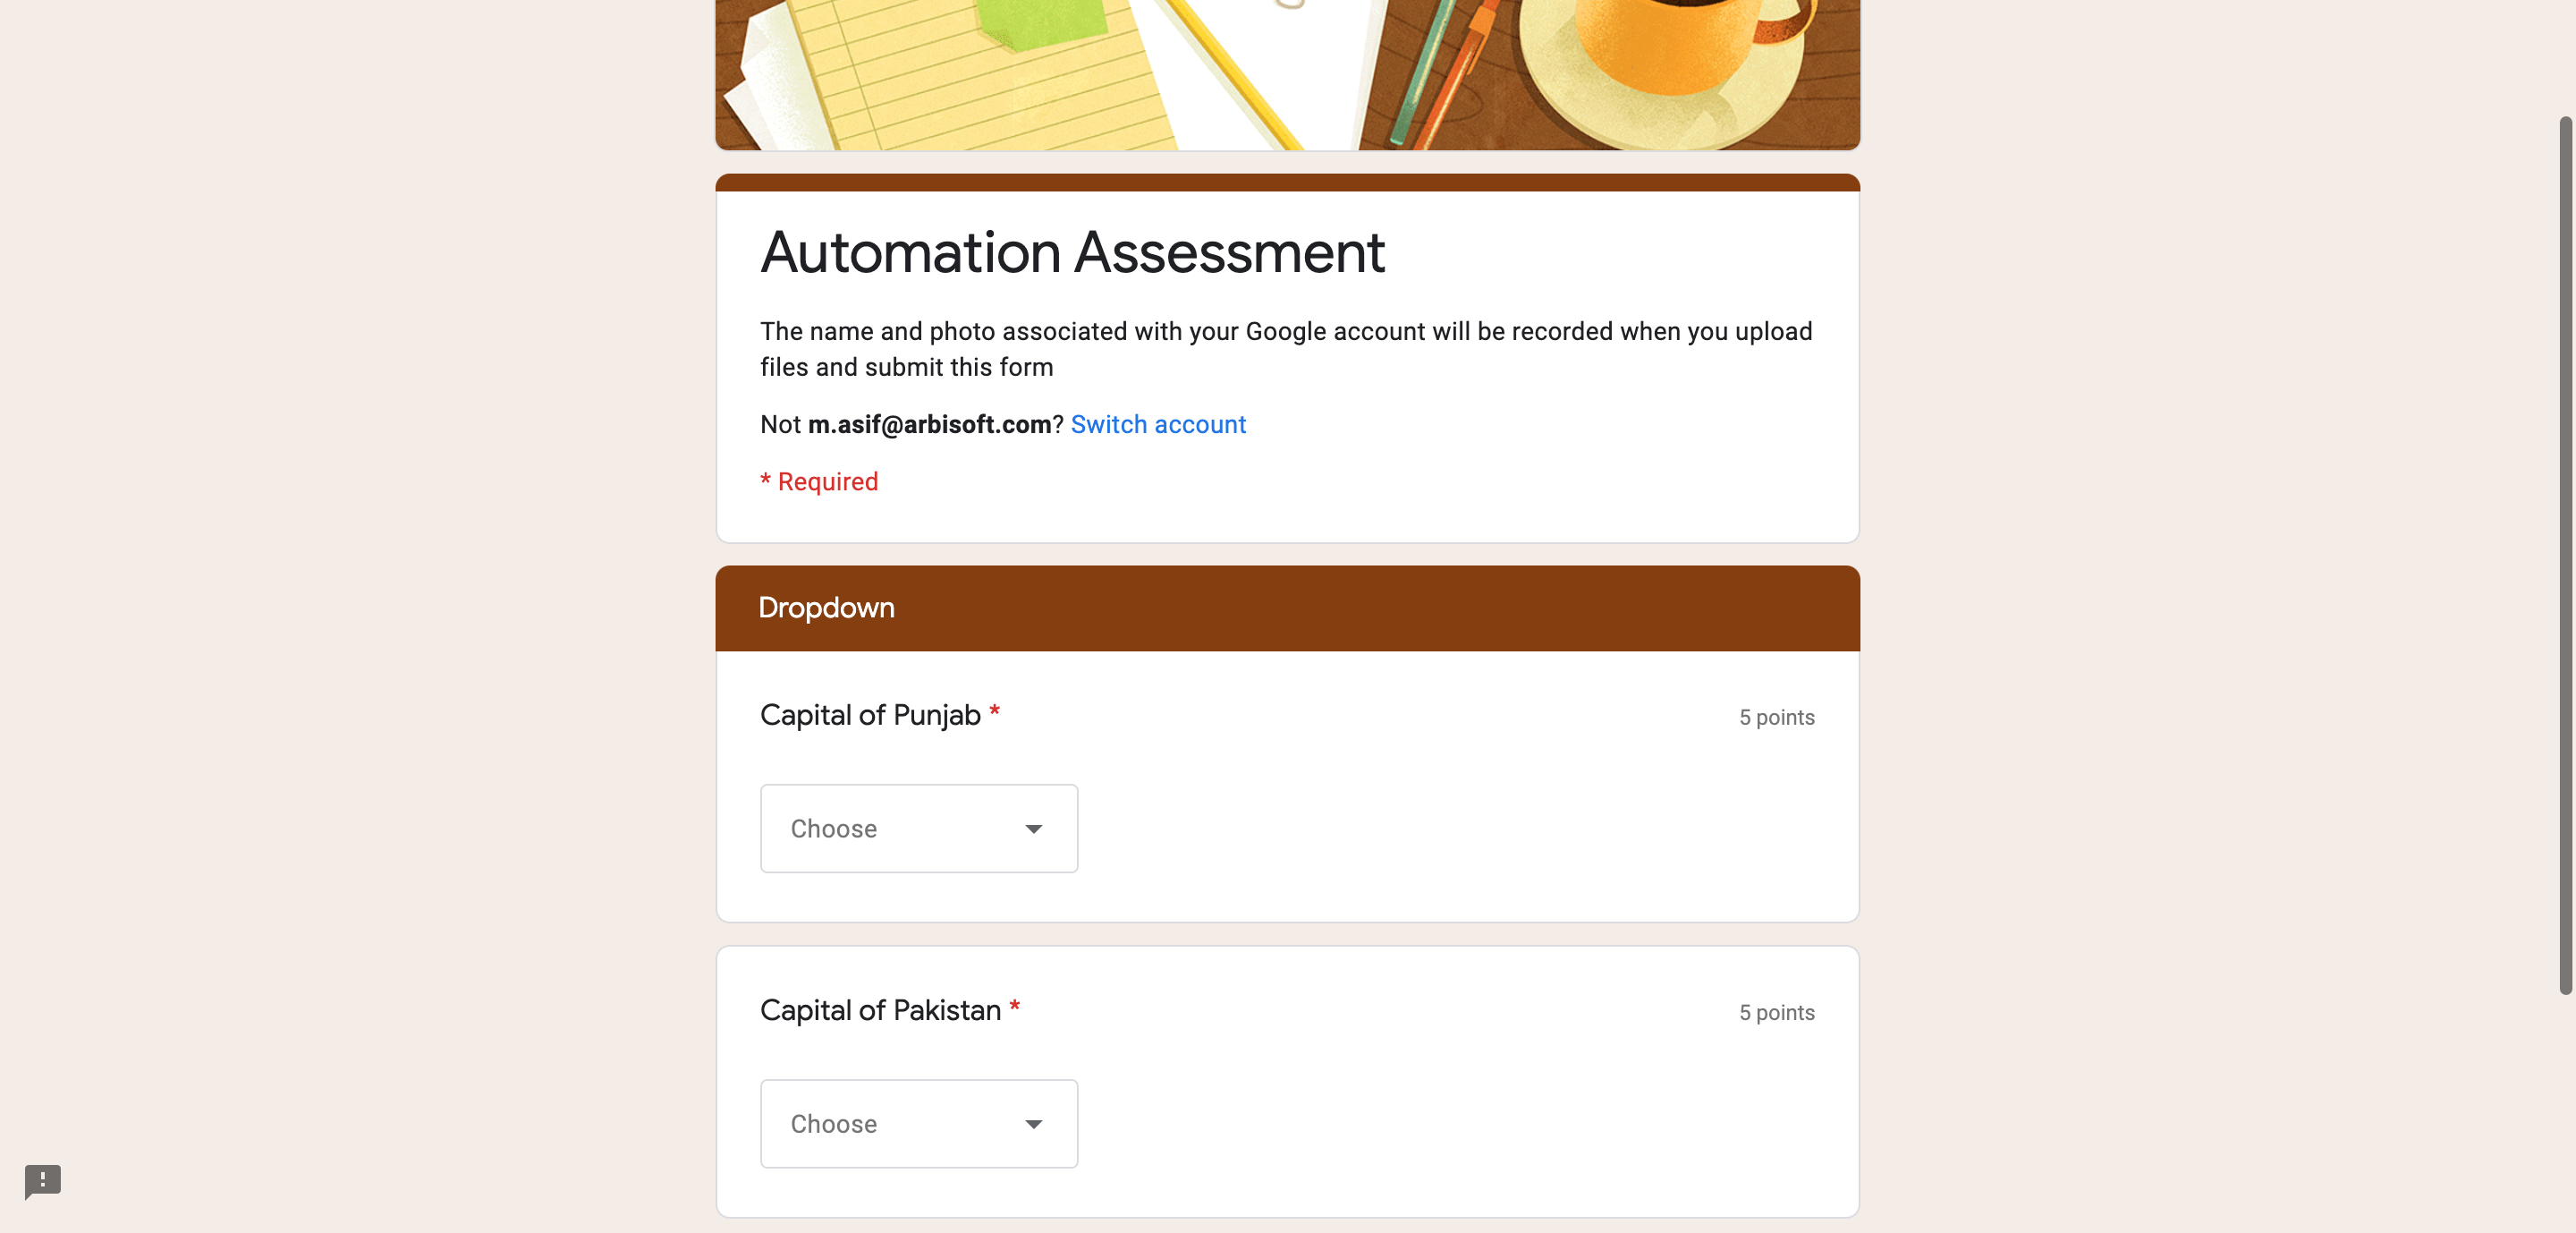 Automation Assessment
The name and photo associated with your Google account will be recorded when you upload
files and submit this form
Not m.asif@arbisoft.com? Switch account
* Required
Dropdown
Capital of Punjab *
5 points
Choose
Capital of Pakistan *
5 points
Choose